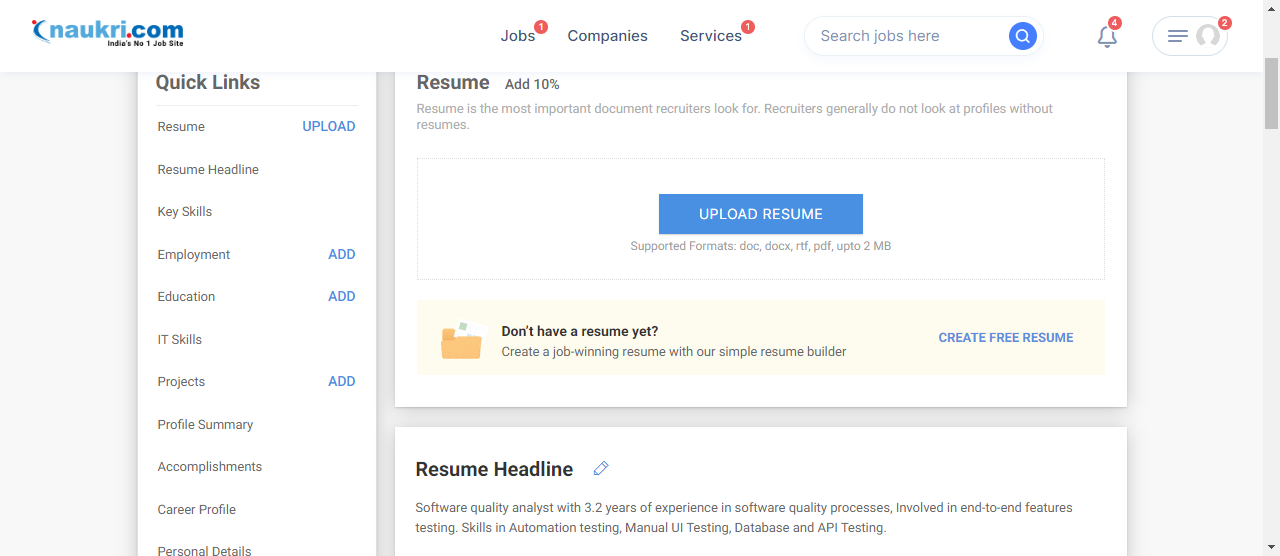 naukri.com
India's No 1 Job Site
Jobs 1
Companies
Services 1
Search jobs here
4
2
Quick Links
Resume UPLOAD
Resume Headline
Key Skills
Employment ADD
Education ADD
IT Skills
Projects ADD
Profile Summary
Accomplishments
Career Profile
Personal Details
Resume Add 10%
Resume is the most important document recruiters look for. Recruiters generally do not look at profiles without
resumes.
UPLOAD RESUME
Supported Formats: doc, docx, rtf, pdf, upto 2 MB
Don't have a resume yet?
Create a job-winning resume with our simple resume builder
CREATE FREE RESUME
Resume Headline
Software quality analyst with 3.2 years of experience in software quality processes, Involved in end-to-end features
testing. Skills in Automation testing, Manual UI Testing, Database and API Testing.